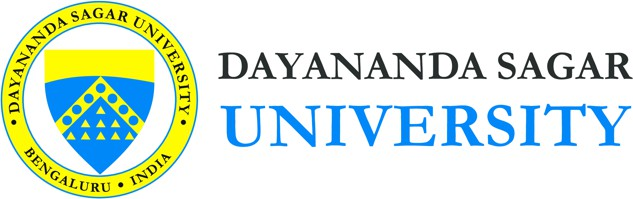 • DAYANANDA SAGAR UNIVERSITY •
BENGALURU • INDIA
DAYANANDA SAGAR
UNIVERSITY